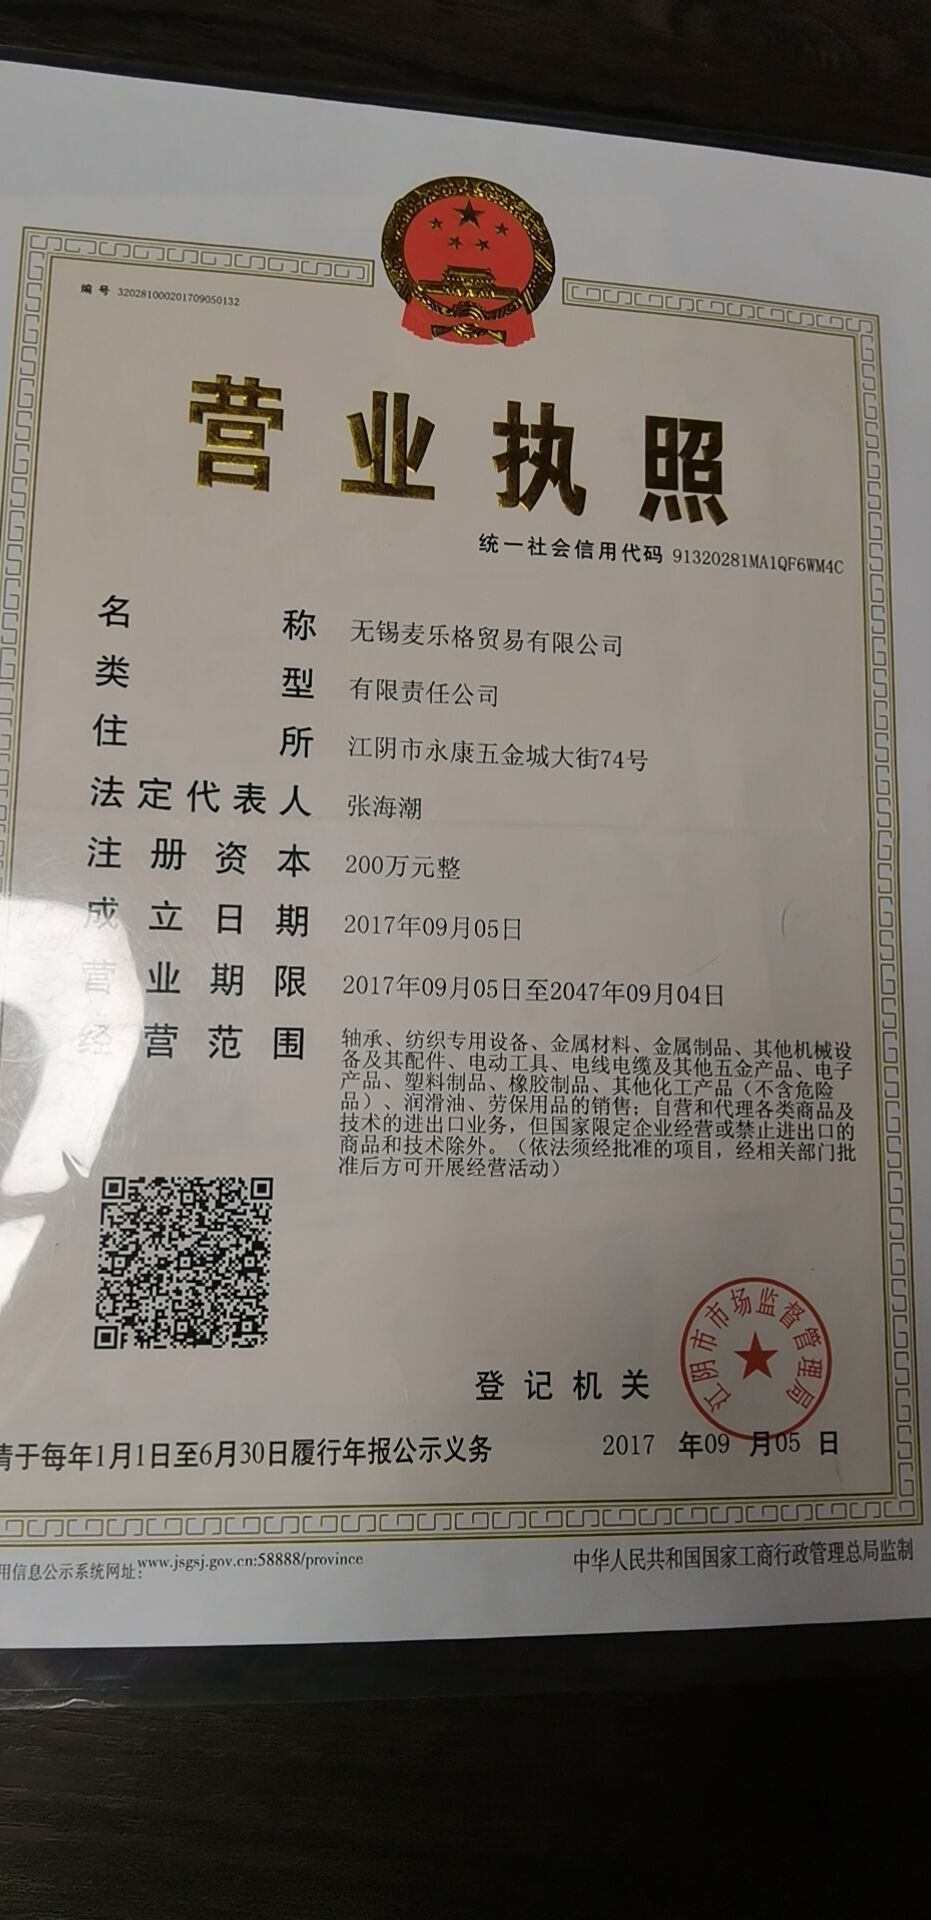 编 号 320281000201709050132
营业执照
统一社会信用代码 91320281MA1QF6WM4C
名称 无锡麦乐格贸易有限公司
类型 有限责任公司
住所 江阴市永康五金城大街74号
法定代表人 张海潮
注册资本 200万元整
成立日期 2017年09月05日
营业期限 2017年09月05日至2047年09月04日
经营范围 轴承、纺织专用设备、金属材料、金属制品、其他机械设
备及其配件、电动工具、电线电缆及其他五金产品、电子
产品、塑料制品、橡胶制品、其他化工产品（不含危险
品）、润滑油、劳保用品的销售；自营和代理各类商品及
技术的进出口业务，但国家限定企业经营或禁止进出口的
商品和技术除外。（依法须经批准的项目，经相关部门批
准后方可开展经营活动）
江阴市市场监督管理局
登记机关
请于每年1月1日至6月30日履行年报公示义务
2017 年09 月05 日
用信息公示系统网址：www.jsgsj.gov.cn:58888/province
中华人民共和国国家工商行政管理总局监制